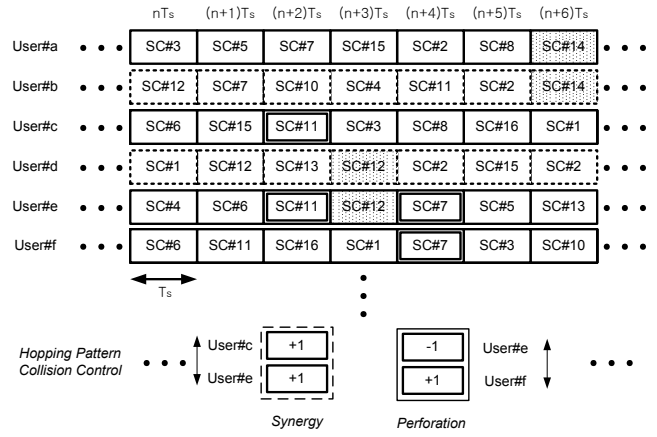 nTs (n+1)Ts (n+2)Ts (n+3)Ts (n+4)Ts (n+5)Ts (n+6)Ts
User#a SC#3 SC#5 SC#7 SC#15 SC#2 SC#8 SC#14
User#b SC#12 SC#7 SC#10 SC#4 SC#11 SC#2 SC#14
User#c SC#6 SC#15 SC#11 SC#3 SC#8 SC#16 SC#1
User#d SC#1 SC#12 SC#13 SC#12 SC#2 SC#15 SC#2
User#e SC#4 SC#6 SC#11 SC#12 SC#7 SC#5 SC#13
User#f SC#6 SC#11 SC#16 SC#1 SC#7 SC#3 SC#10
Ts
Hopping Pattern
Collision Control
User#c +1 -1 User#e
User#e +1 +1 User#f
Synergy Perforation